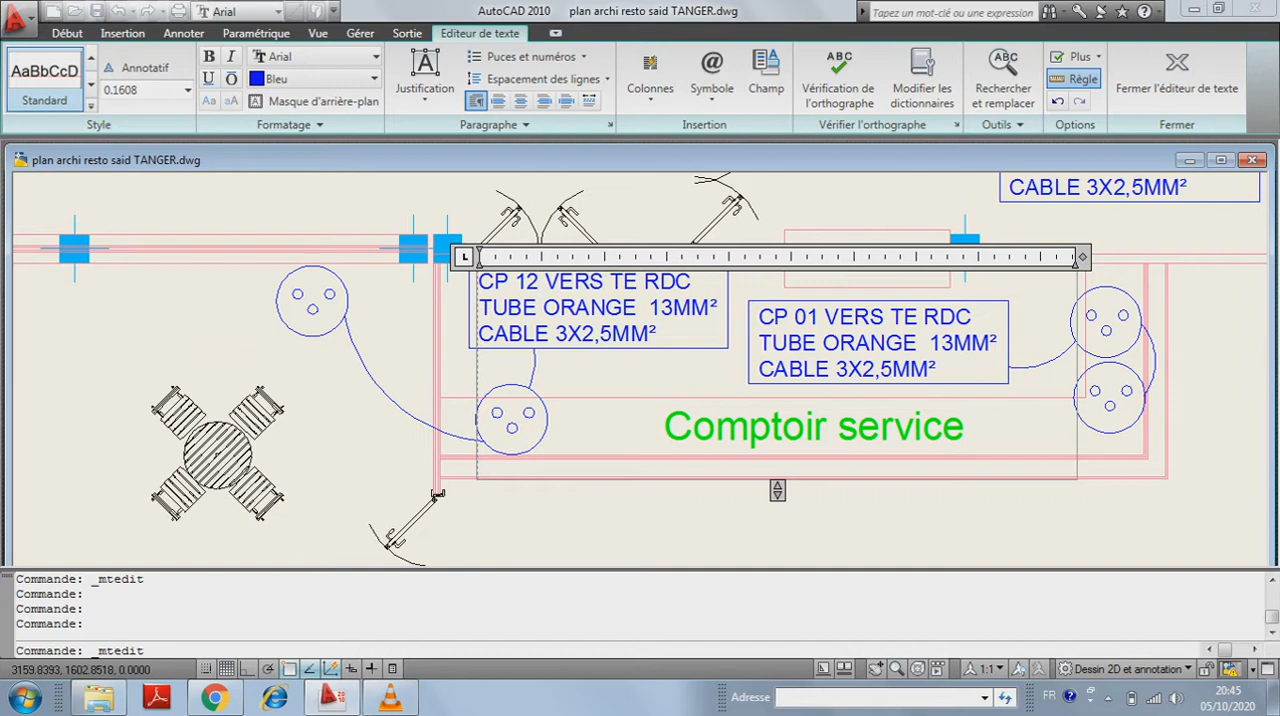 Arial
AutoCAD 2010 plan archi resto said TANGER.dwg
Tapez un mot-clé ou une expression
Début Insertion Annoter Paramétrique Vue Gérer Sortie Editeur de texte
AaBbCcD
Standard
Annotatif
0.1608
Style
B I Arial
U O Bleu
Aa aA Masque d'arrière-plan
Formatage
A
Justification
Puces et numéros
Espacement des lignes
Paragraphe
Colonnes
@
Symbole
Champ
Insertion
ABC
Vérification de l'orthographe
Modifier les dictionnaires
Vérifier l'orthographe
ABC
Rechercher et remplacer
Outils
Plus
Règle
Options
Fermer l'éditeur de texte
Fermer
plan archi resto said TANGER.dwg
CABLE 3X2,5MM²
L
CP 12 VERS TE RDC
TUBE ORANGE 13MM²
CABLE 3X2,5MM²
CP 01 VERS TE RDC
TUBE ORANGE 13MM²
CABLE 3X2,5MM²
Comptoir service
Commande: _mtedit
Commande:
Commande:
Commande:
Commande: _mtedit
3159.8393, 1602.8518, 0.0000
1:1
Dessin 2D et annotation
Adresse
FR
20:45
05/10/2020